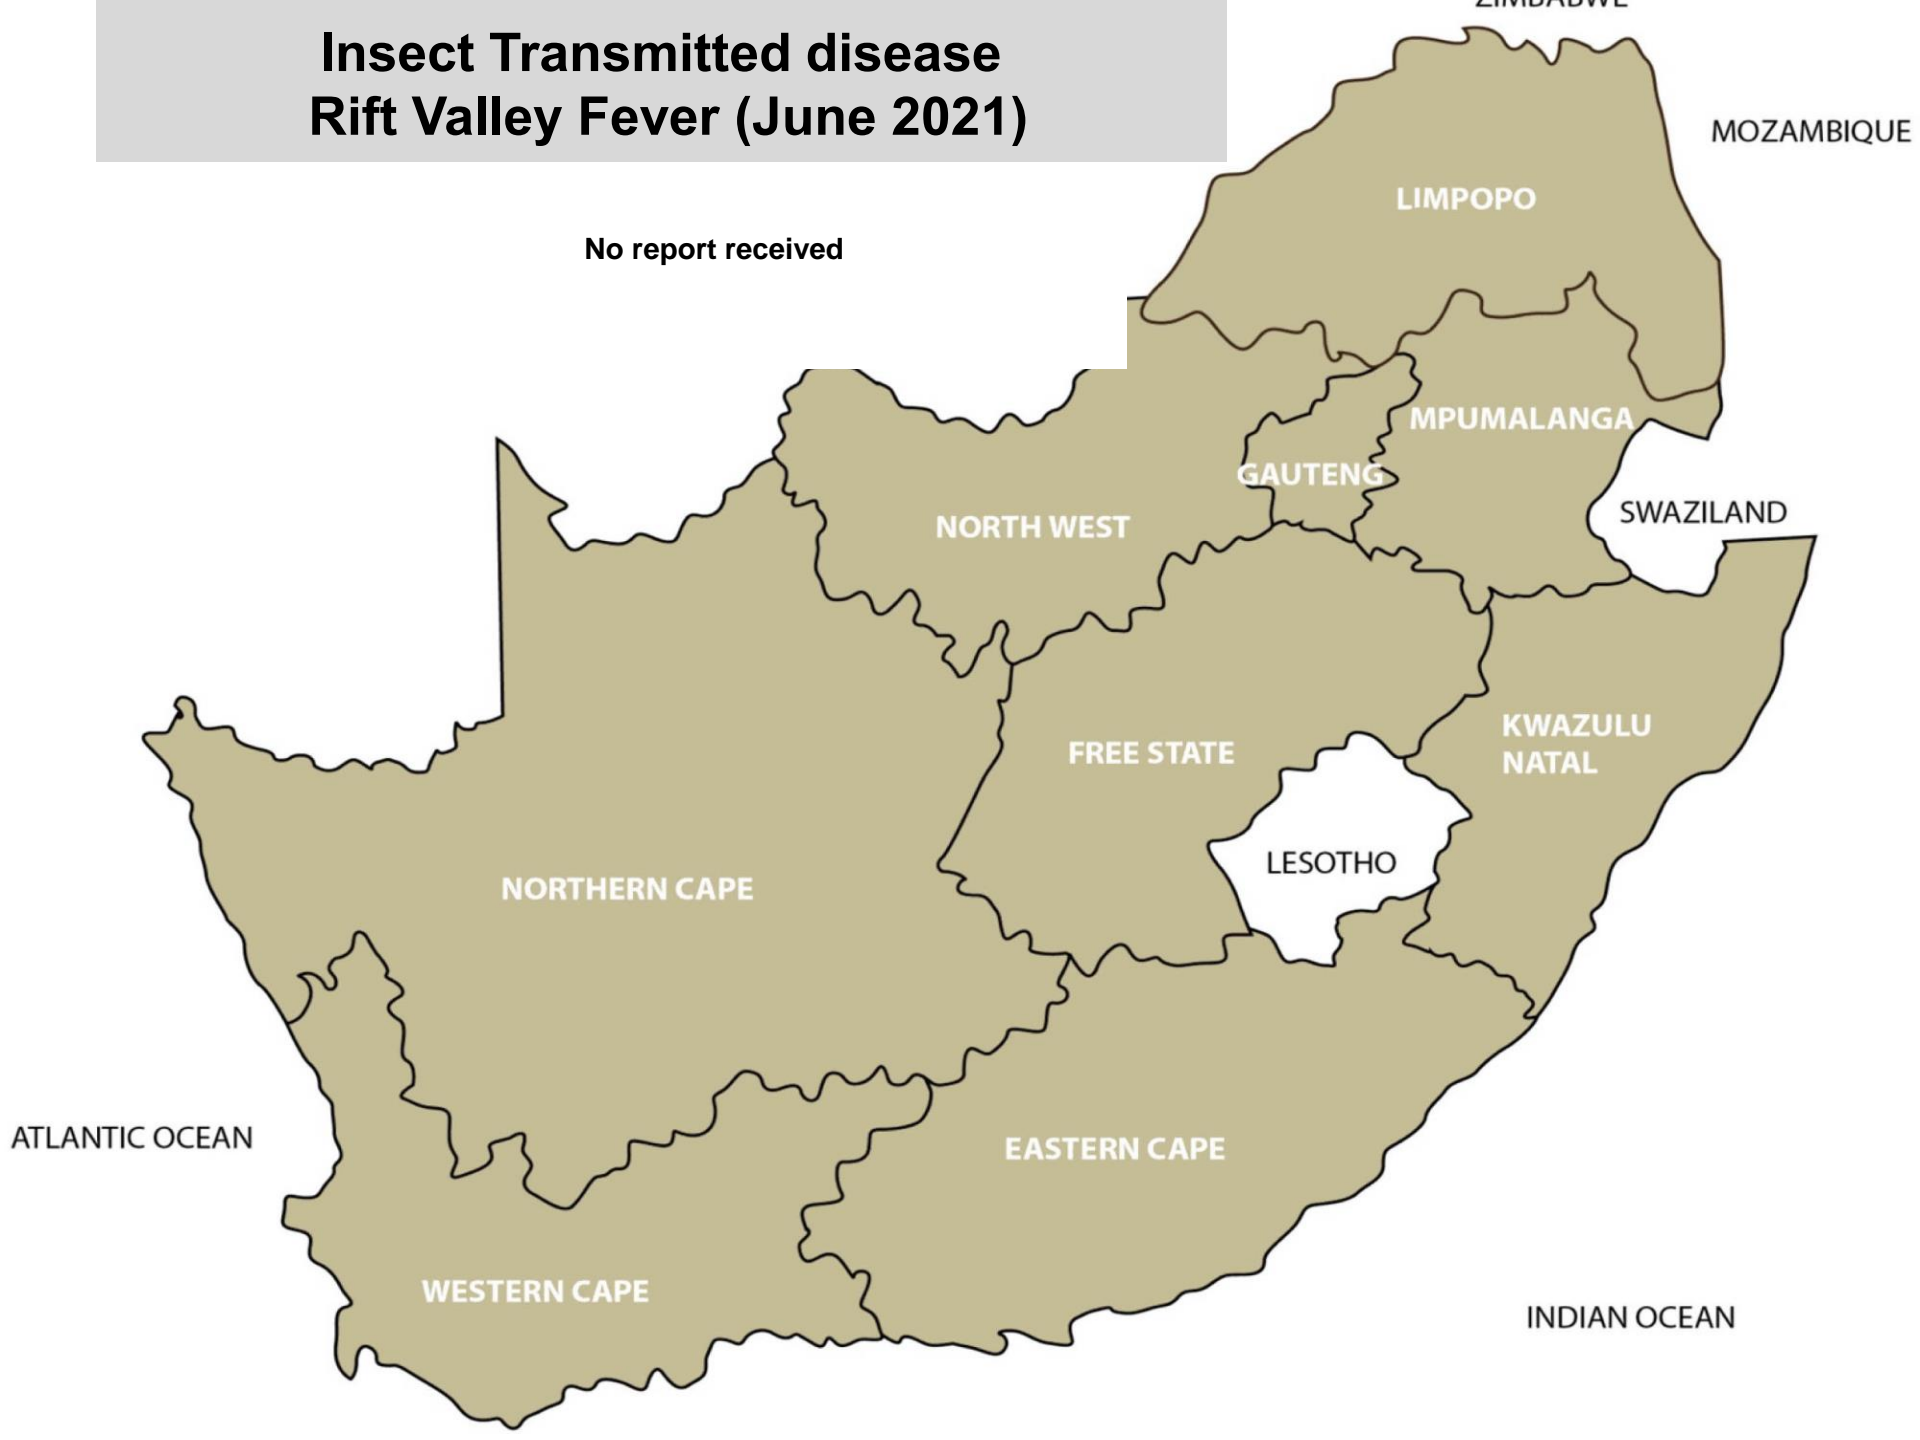 ZIMBABWE
Insect Transmitted disease
Rift Valley Fever (June 2021)
MOZAMBIQUE
LIMPOPO
No report received
MPUMALANGA
GAUTENG
SWAZILAND
NORTH WEST
KWAZULU
NATAL
FREE STATE
LESOTHO
NORTHERN CAPE
ATLANTIC OCEAN
EASTERN CAPE
WESTERN CAPE
INDIAN OCEAN